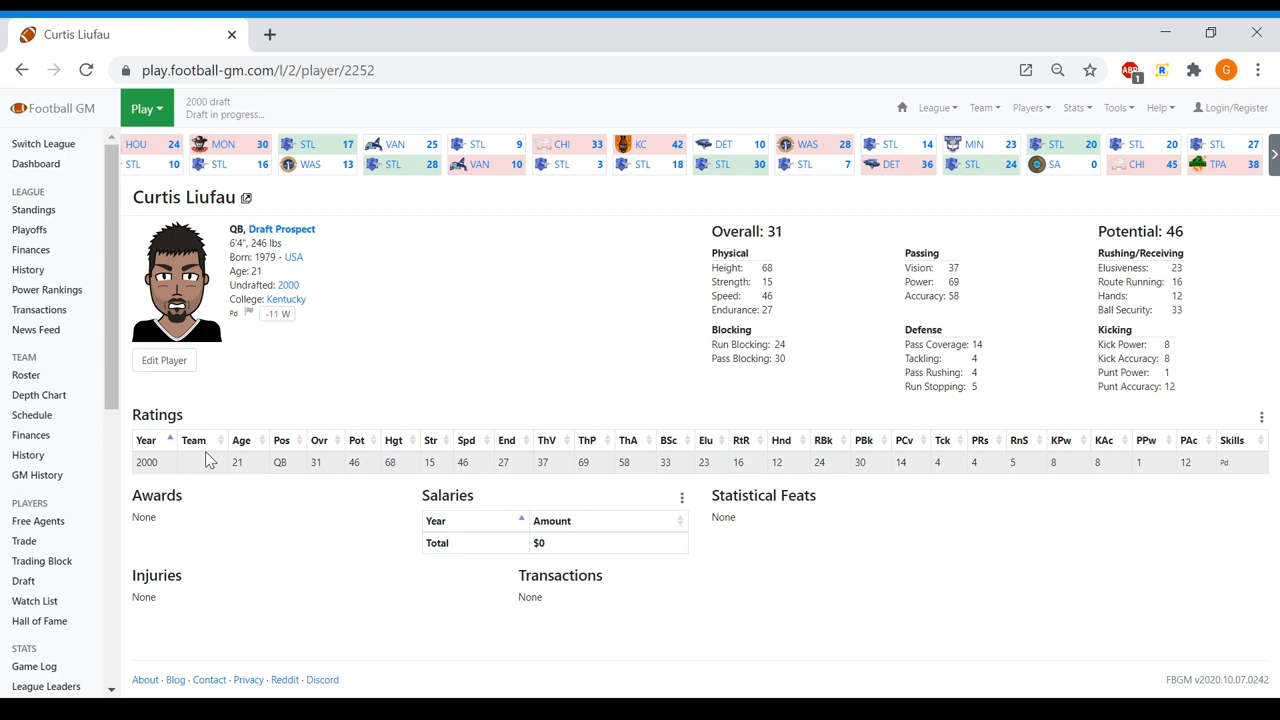 Curtis Liufau
play.football-gm.com/l/2/player/2252
ABP
1
R
G
Football GM
Play
2000 draft
Draft in progress...
League
Team
Players
Stats
Tools
Help
Login/Register
Switch League
Dashboard
LEAGUE
Standings
Playoffs
Finances
History
Power Rankings
Transactions
News Feed
TEAM
Roster
Depth Chart
Schedule
Finances
History
GM History
PLAYERS
Free Agents
Trade
Trading Block
Draft
Watch List
Hall of Fame
STATS
Game Log
League Leaders
HOU 24 MON 30 STL 17 VAN 25 STL 9 CHI 33 KC 42 DET 10 WAS 28 STL 14 MIN 23 STL 20 STL 20 STL 27
STL 10 STL 16 WAS 13 STL 28 VAN 10 STL 3 STL 18 STL 30 STL 7 DET 36 STL 24 SA 0 CHI 45 TPA 38
Curtis Liufau
QB, Draft Prospect
6'4", 246 lbs
Born: 1979 - USA
Age: 21
Undrafted: 2000
College: Kentucky
Pd -11 W
Edit Player
Overall: 31
Physical
Height: 68
Strength: 15
Speed: 46
Endurance: 27
Blocking
Run Blocking: 24
Pass Blocking: 30
Passing
Vision: 37
Power: 69
Accuracy: 58
Defense
Pass Coverage: 14
Tackling: 4
Pass Rushing: 4
Run Stopping: 5
Potential: 46
Rushing/Receiving
Elusiveness: 23
Route Running: 16
Hands: 12
Ball Security: 33
Kicking
Kick Power: 8
Kick Accuracy: 8
Punt Power: 1
Punt Accuracy: 12
Ratings
Year Team Age Pos Ovr Pot Hgt Str Spd End ThV ThP ThA BSc Elu RtR Hnd RBk PBk PCv Tck PRs RnS KPw KAc PPw PAc Skills
2000 21 QB 31 46 68 15 46 27 37 69 58 33 23 16 12 24 30 14 4 4 5 8 8 1 12 Pd
Awards
None
Salaries
Year Amount
Total $0
Statistical Feats
None
Injuries
None
Transactions
None
About · Blog · Contact · Privacy · Reddit · Discord
FBGM v2020.10.07.0242